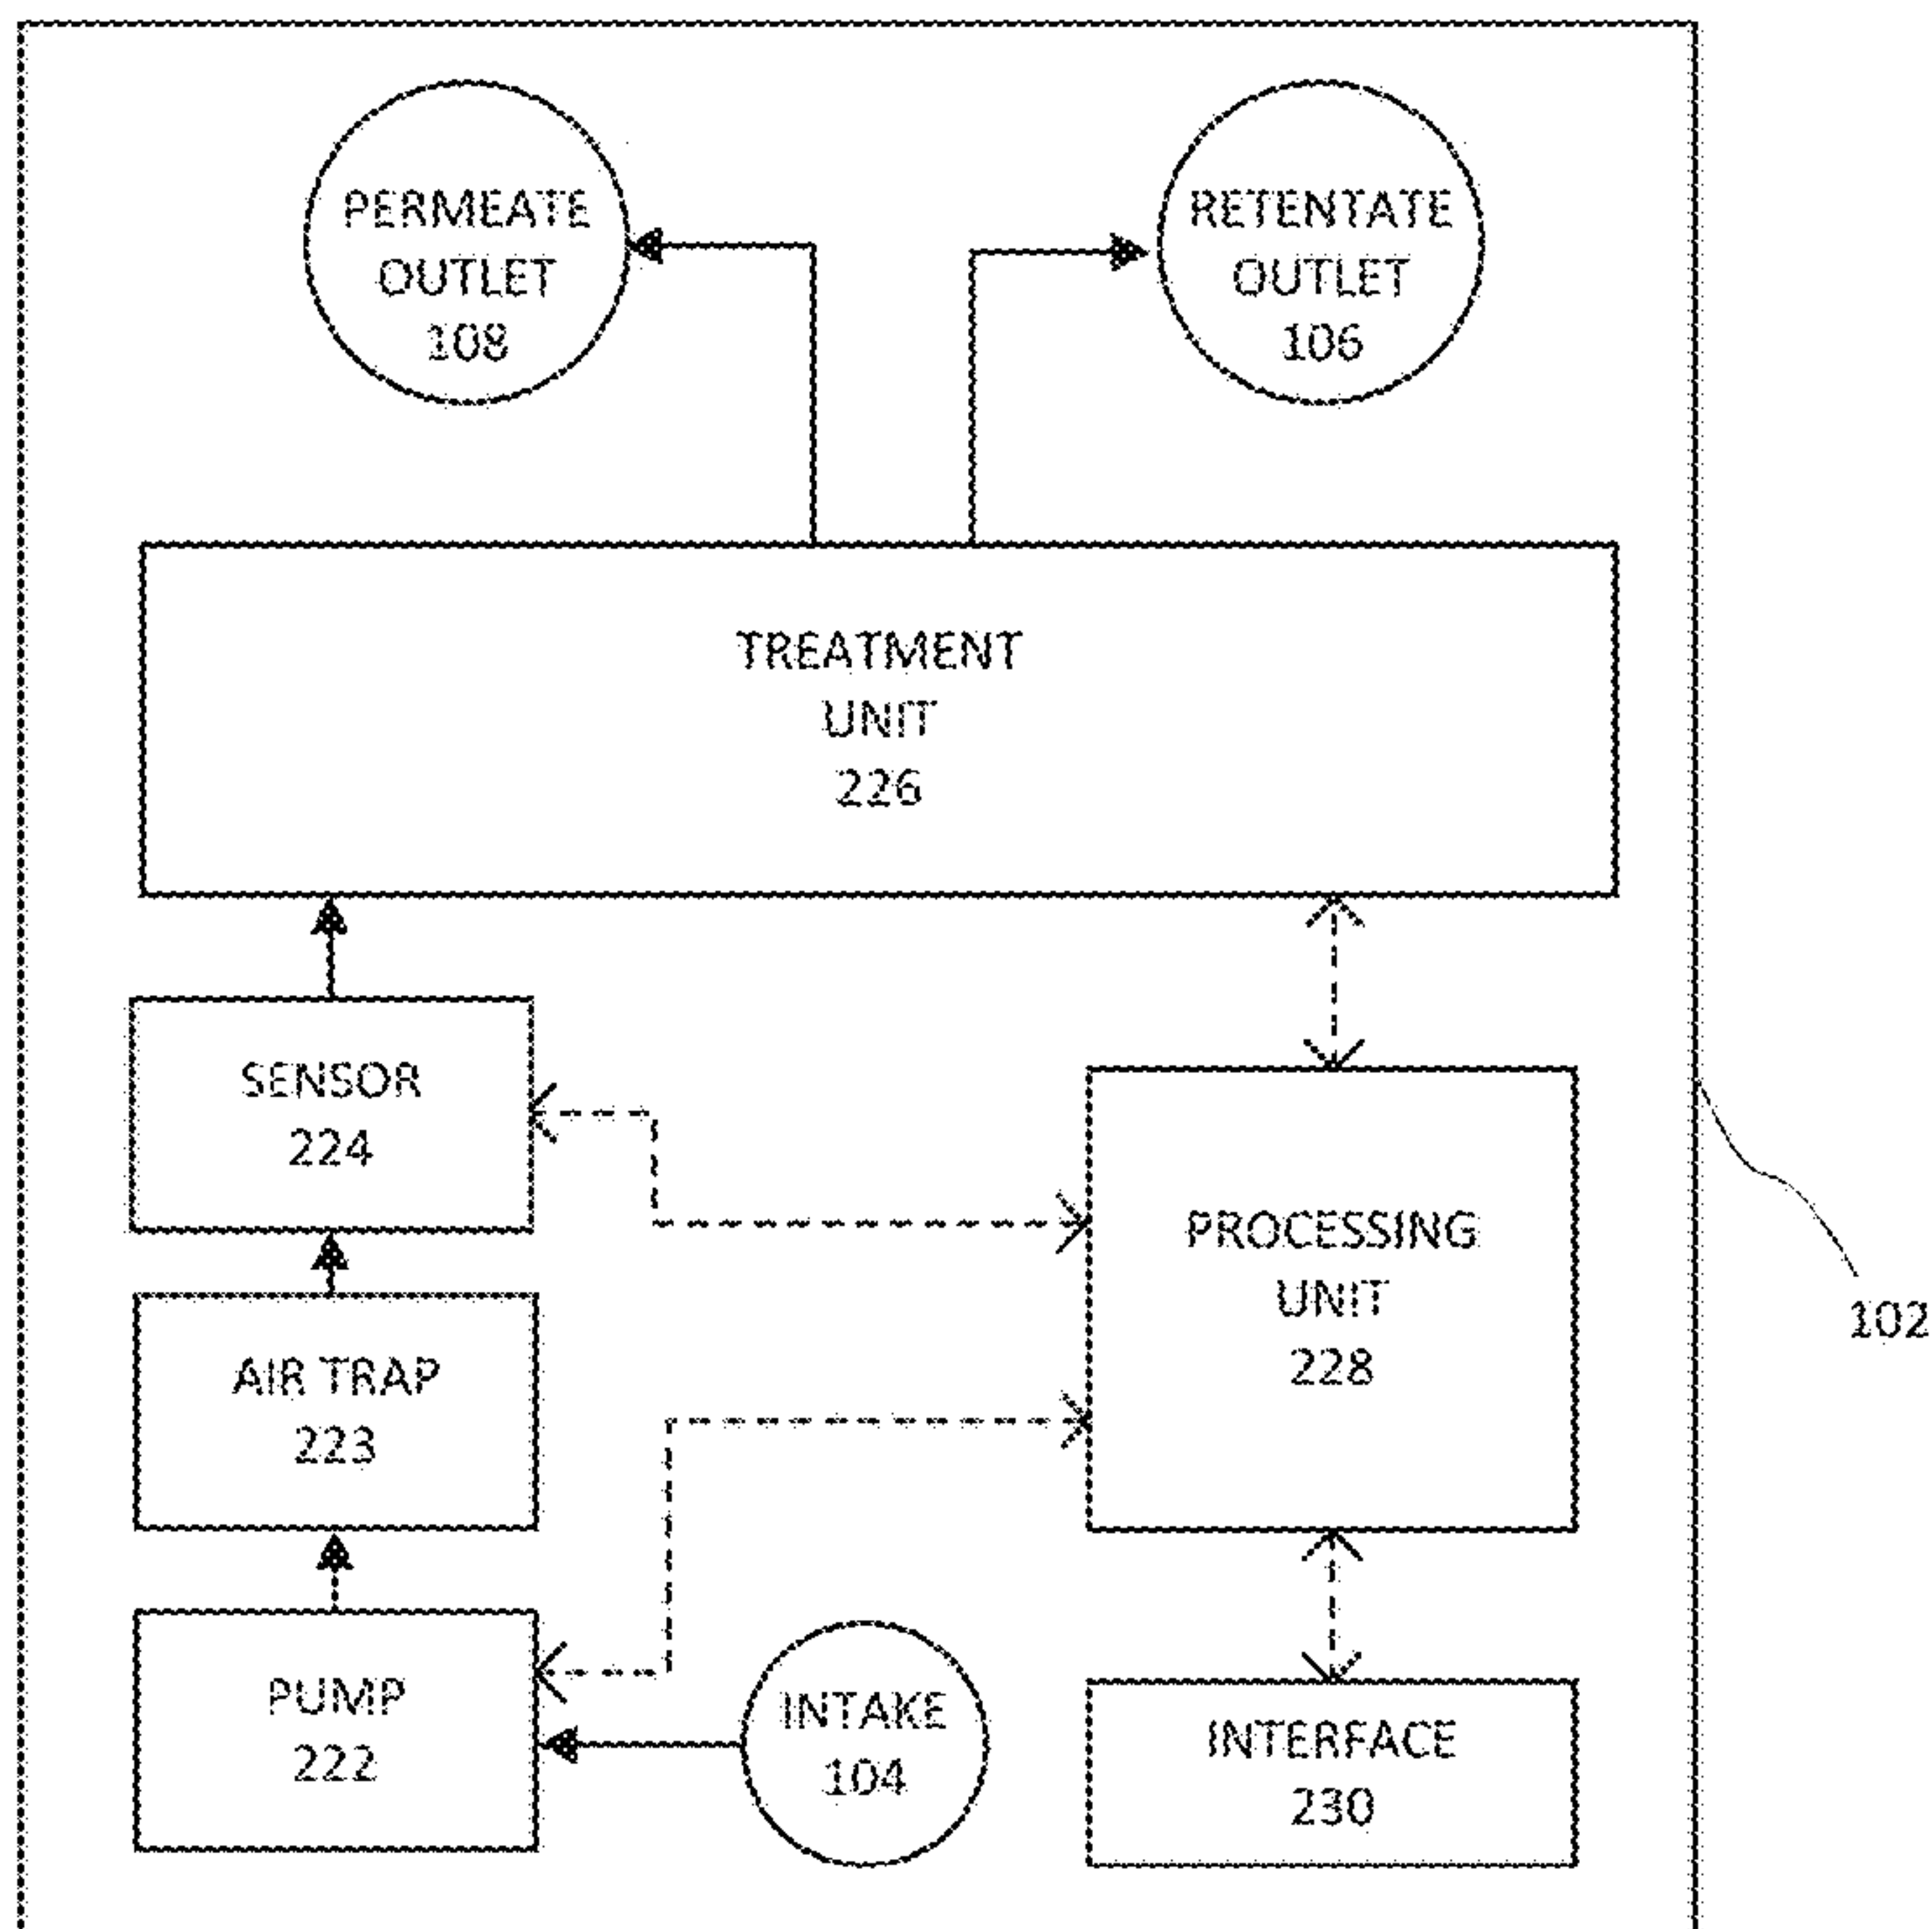 PERMEATE
OUTLET
108
RETENTATE
OUTLET
106
TREATMENT
UNIT
226
SENSOR
224
PROCESSING
UNIT
228
102
AIR TRAP
223
PUMP
222
INTAKE
104
INTERFACE
230